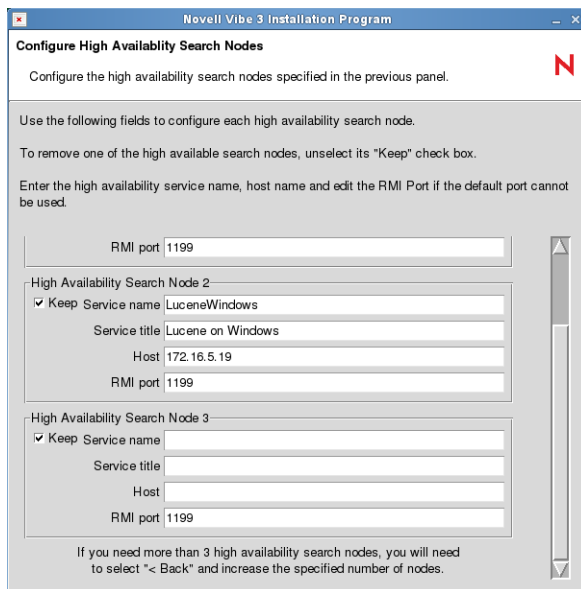 Novell Vibe 3 Installation Program
Configure High Availablity Search Nodes
Configure the high availability search nodes specified in the previous panel.
N
Use the following fields to configure each high availability search node.
To remove one of the high available search nodes, unselect its "Keep" check box.
Enter the high availability service name, host name and edit the RMI Port if the default port cannot
be used.
RMI port 1199
High Availability Search Node 2
Keep Service name LuceneWindows
Service title Lucene on Windows
Host 172.16.5.19
RMI port 1199
High Availability Search Node 3
Keep Service name
Service title
Host
RMI port 1199
If you need more than 3 high availability search nodes, you will need
to select "< Back" and increase the specified number of nodes.